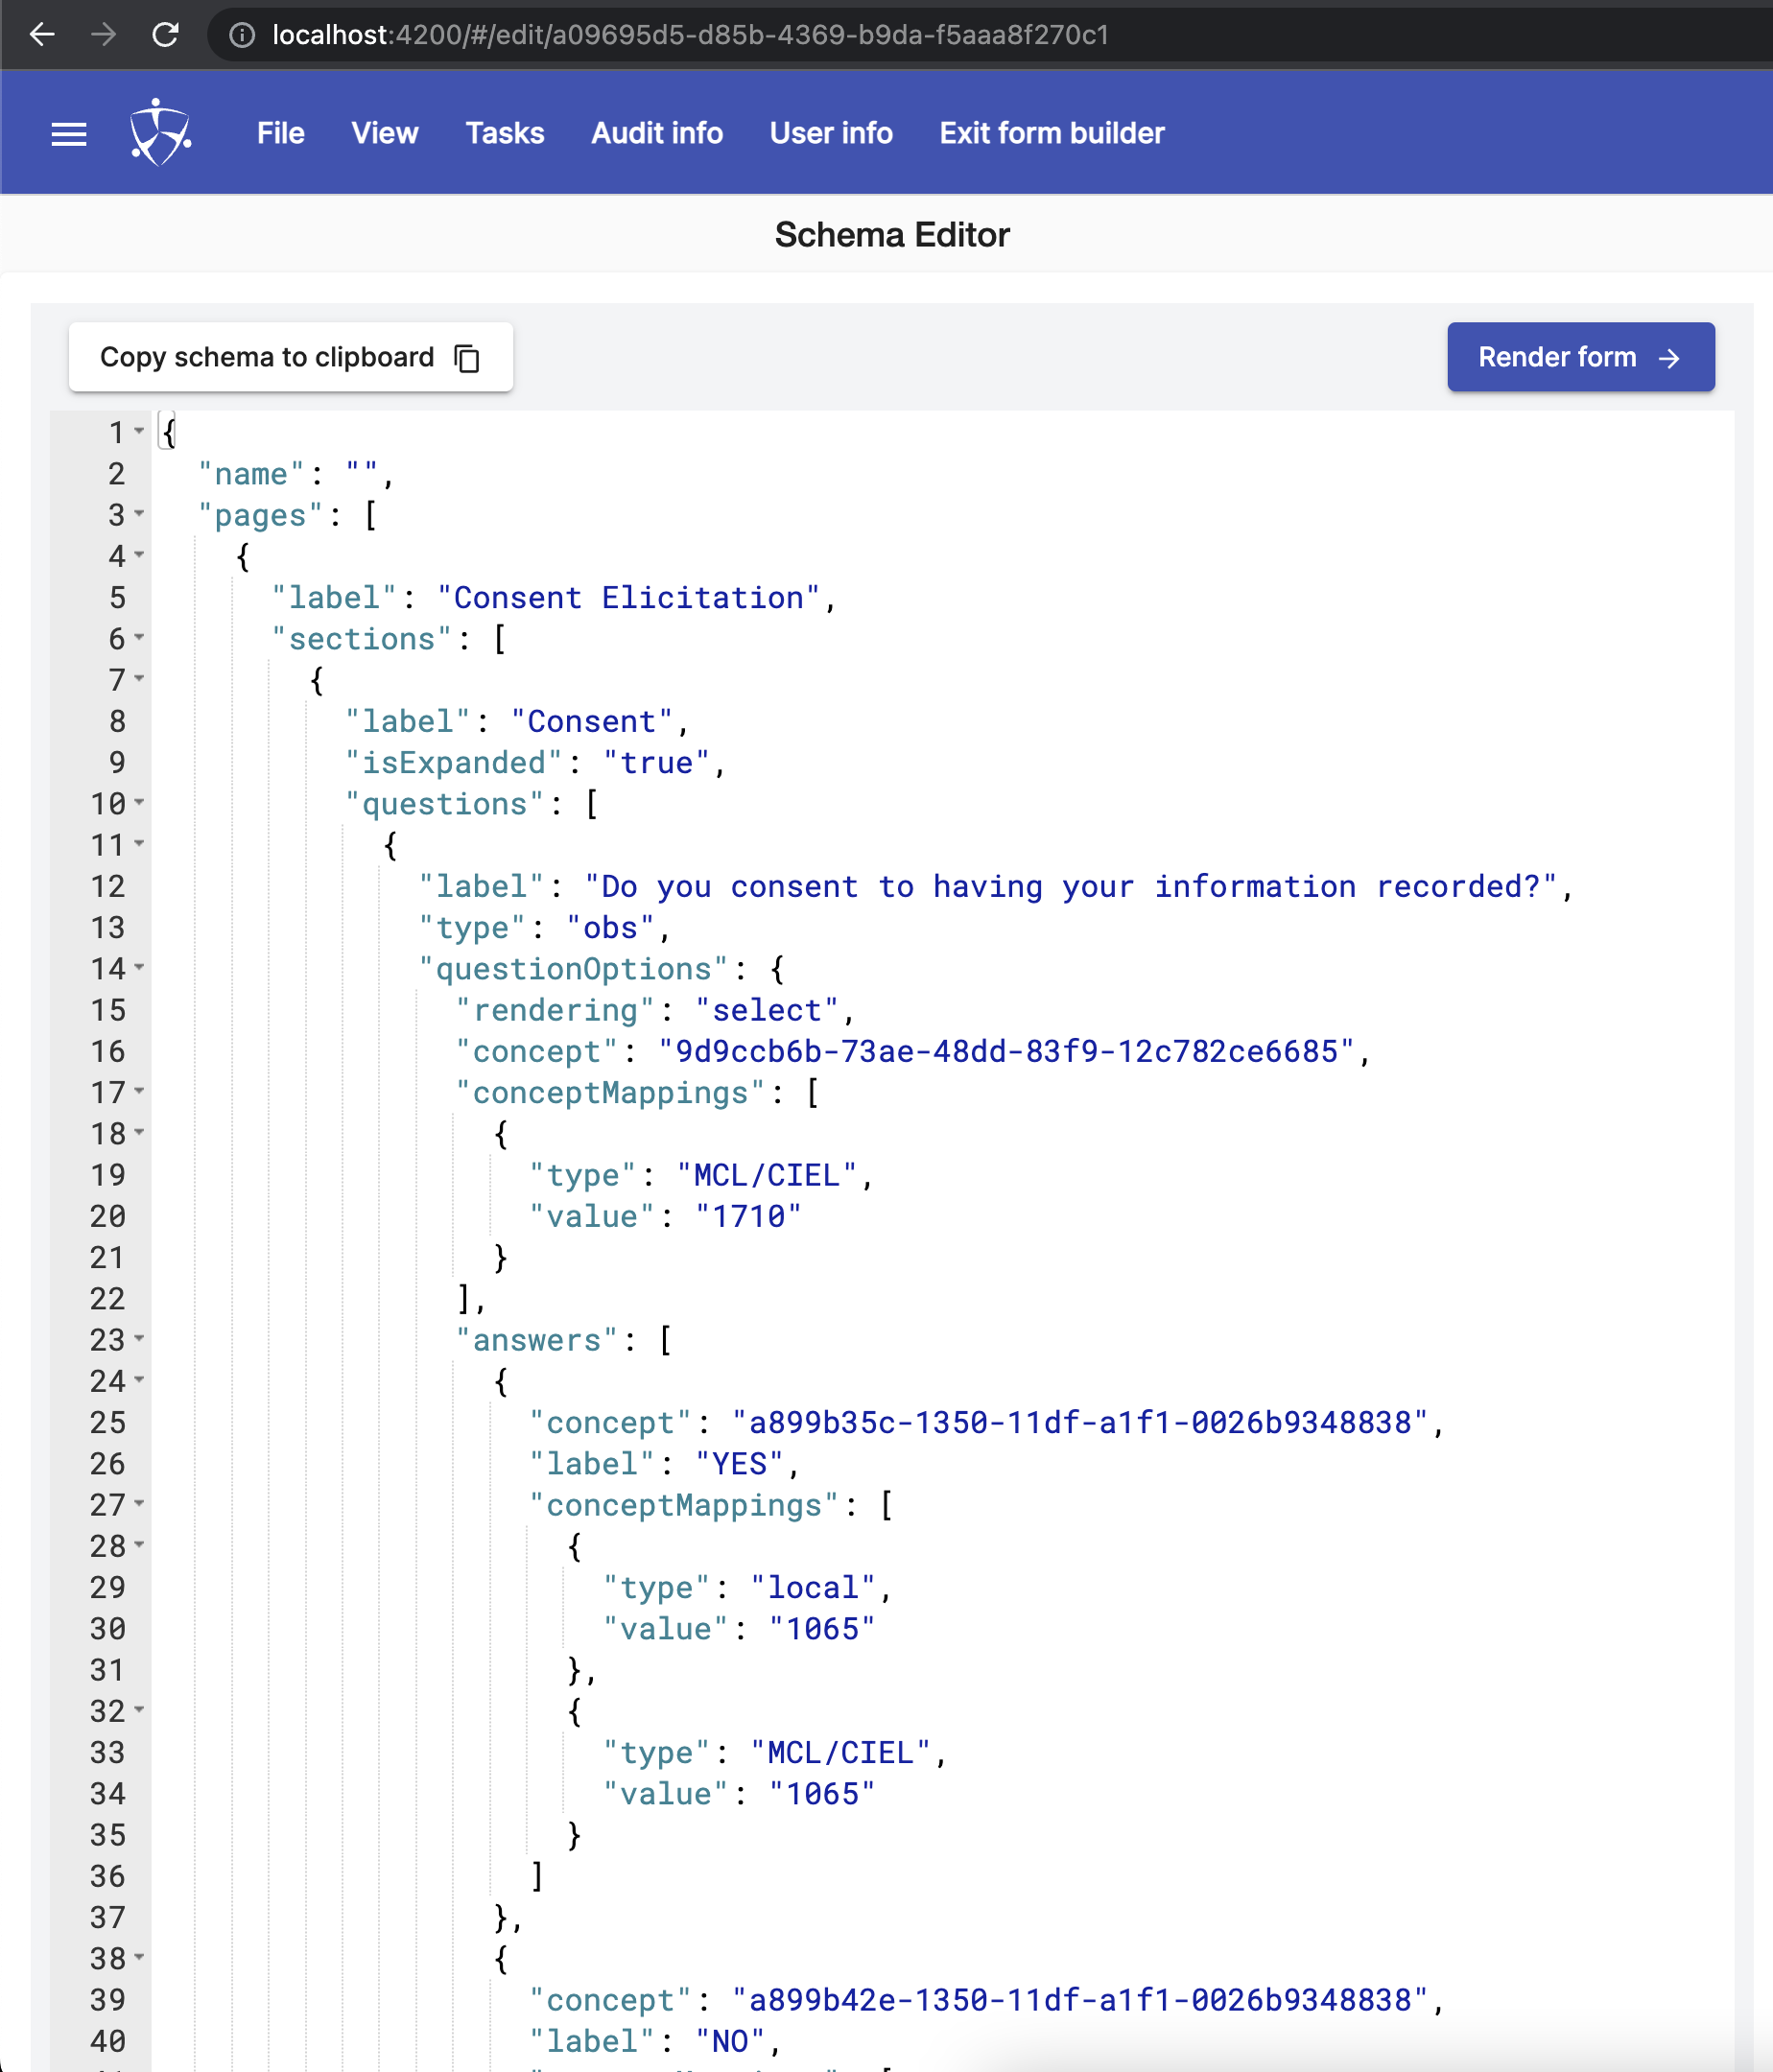 localhost:4200/#/edit/a09695d5-d85b-4369-b9da-f5aaa8f270c1
File View Tasks Audit info User info Exit form builder
Schema Editor
Copy schema to clipboard Render form →
1 {
2 "name": "",
3 "pages": [
4 {
5 "label": "Consent Elicitation",
6 "sections": [
7 {
8 "label": "Consent",
9 "isExpanded": "true",
10 "questions": [
11 {
12 "label": "Do you consent to having your information recorded?",
13 "type": "obs",
14 "questionOptions": {
15 "rendering": "select",
16 "concept": "9d9ccb6b-73ae-48dd-83f9-12c782ce6685",
17 "conceptMappings": [
18 {
19 "type": "MCL/CIEL",
20 "value": "1710"
21 }
22 ],
23 "answers": [
24 {
25 "concept": "a899b35c-1350-11df-a1f1-0026b9348838",
26 "label": "YES",
27 "conceptMappings": [
28 {
29 "type": "local",
30 "value": "1065"
31 },
32 {
33 "type": "MCL/CIEL",
34 "value": "1065"
35 }
36 ]
37 },
38 {
39 "concept": "a899b42e-1350-11df-a1f1-0026b9348838",
40 "label": "NO",